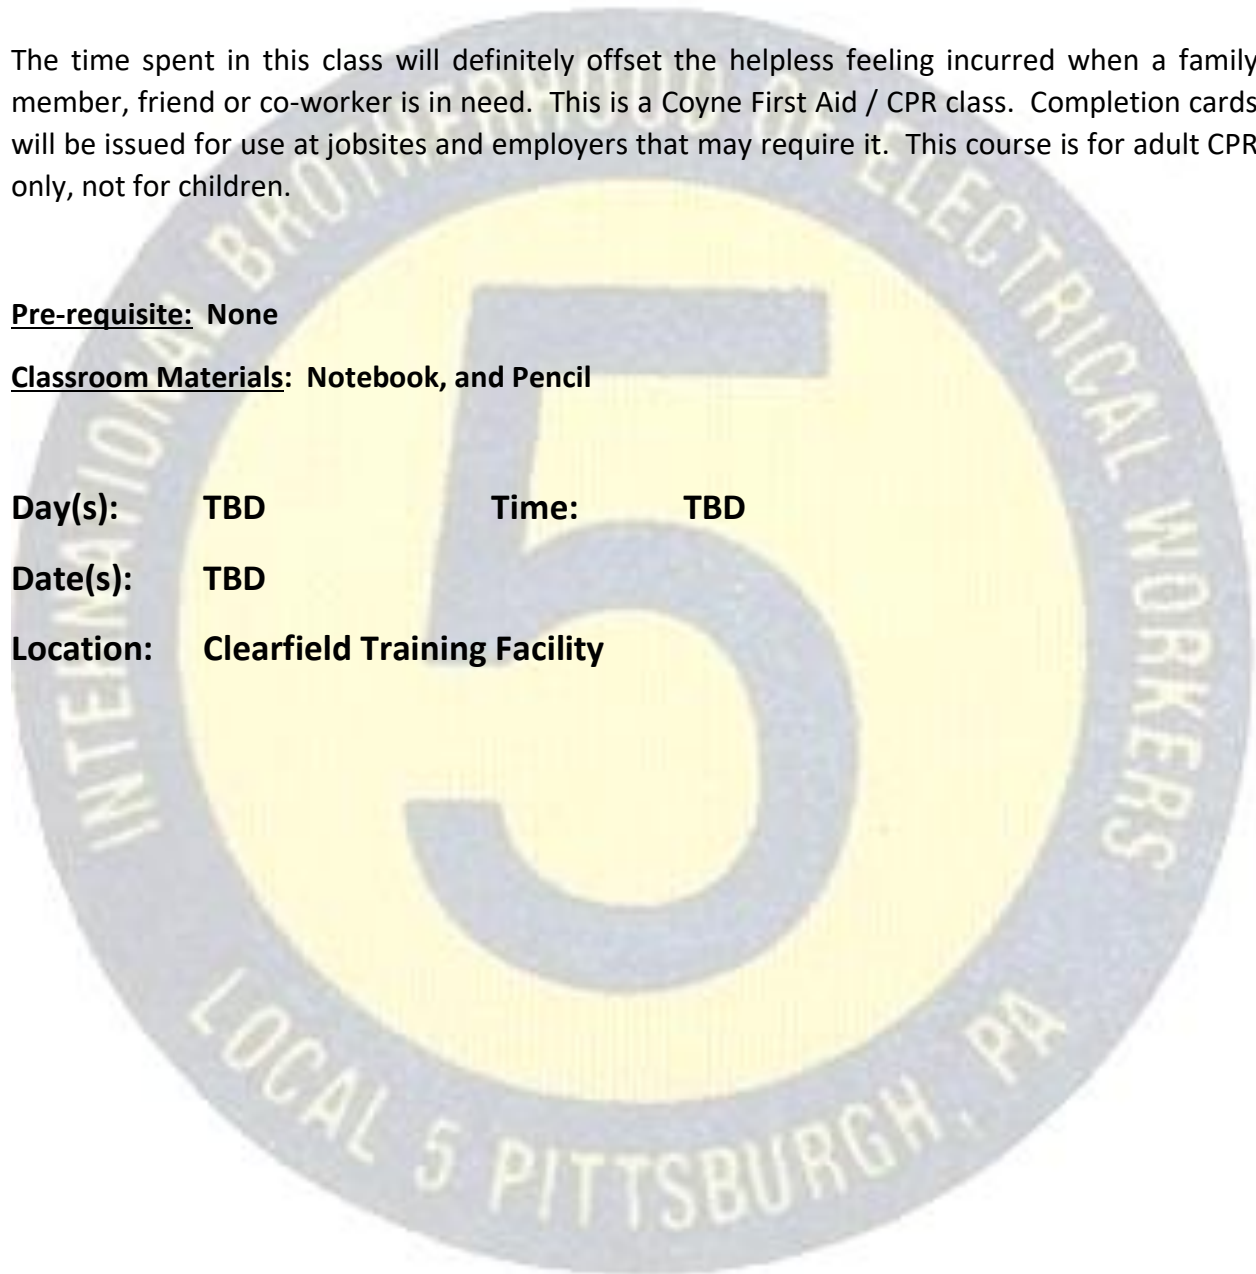 The time spent in this class will definitely offset the helpless feeling incurred when a family
member, friend or co-worker is in need. This is a Coyne First Aid / CPR class. Completion cards
will be issued for use at jobsites and employers that may require it. This course is for adult CPR
only, not for children.
Pre-requisite: None
Classroom Materials: Notebook, and Pencil
Day(s): TBD Time: TBD
Date(s): TBD
Location: Clearfield Training Facility
INTERNATIONAL BROTHERHOOD OF ELECTRICAL WORKERS
5
LOCAL 5 PITTSBURGH, PA